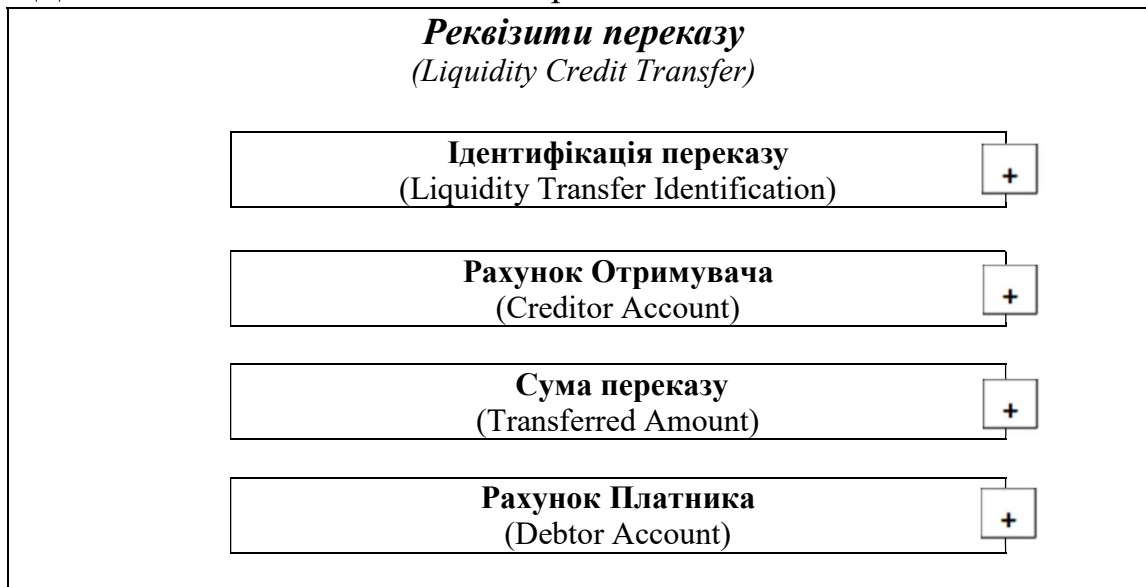 Реквізити переказу
(Liquidity Credit Transfer)
Ідентифікація переказу
(Liquidity Transfer Identification)
+
Рахунок Отримувача
(Creditor Account)
+
Сума переказу
(Transferred Amount)
+
Рахунок Платника
(Debtor Account)
+